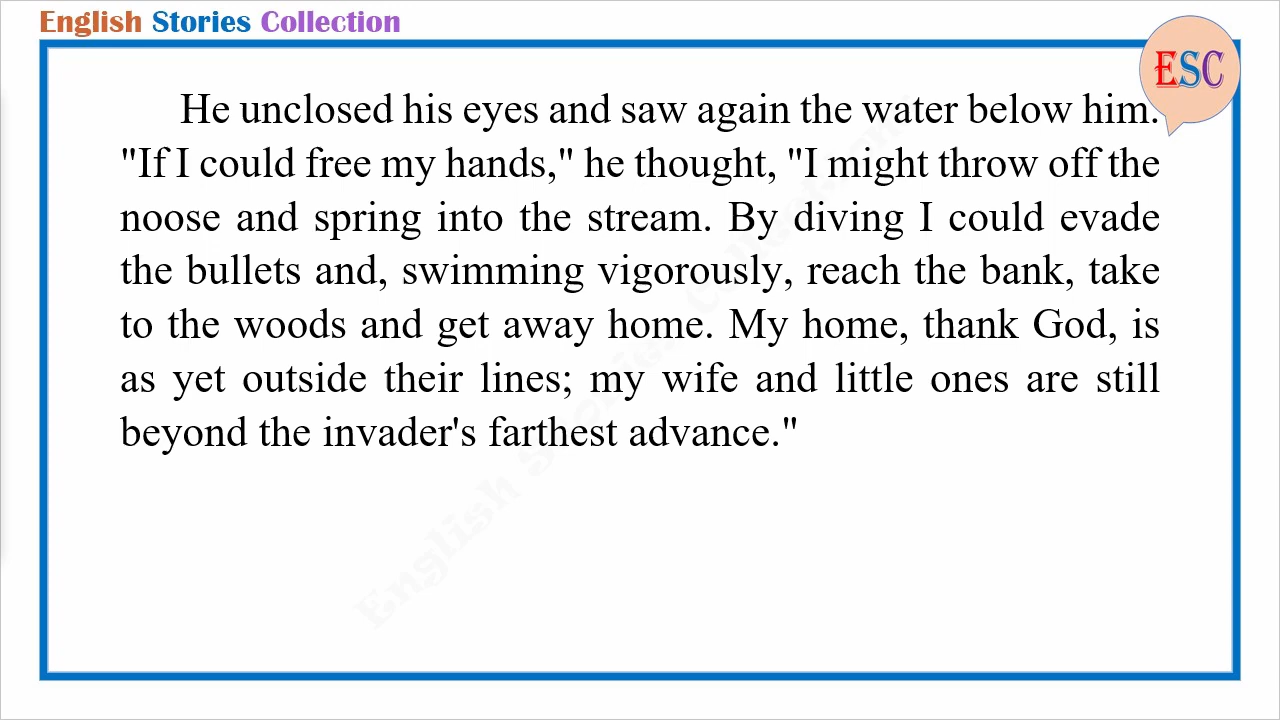 English Stories Collection
ESC
He unclosed his eyes and saw again the water below him.
"If I could free my hands," he thought, "I might throw off the
noose and spring into the stream. By diving I could evade
the bullets and, swimming vigorously, reach the bank, take
to the woods and get away home. My home, thank God, is
as yet outside their lines; my wife and little ones are still
beyond the invader's farthest advance."
English Stories Collection